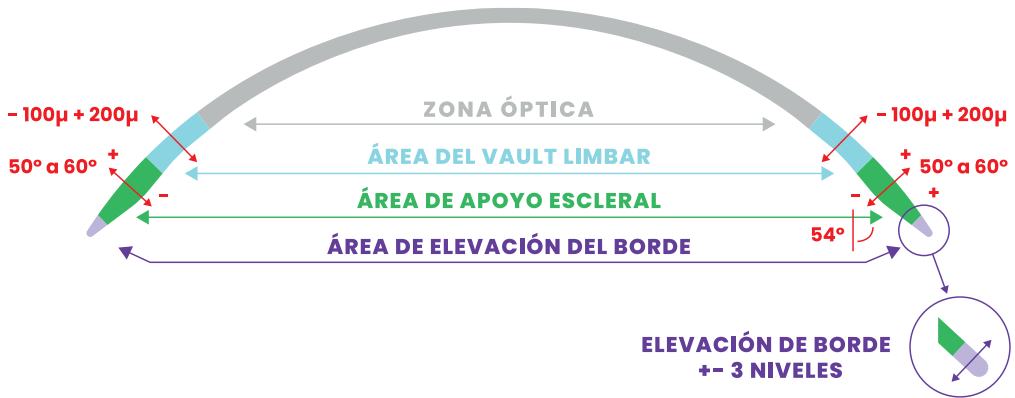 ZONA ÓPTICA
- 100µ + 200µ
- 100µ + 200µ
ÁREA DEL VAULT LIMBAR
+
50º a 60º
-
+
50º a 60º
-
+
ÁREA DE APOYO ESCLERAL
54º
ÁREA DE ELEVACIÓN DEL BORDE
ELEVACIÓN DE BORDE
+- 3 NIVELES